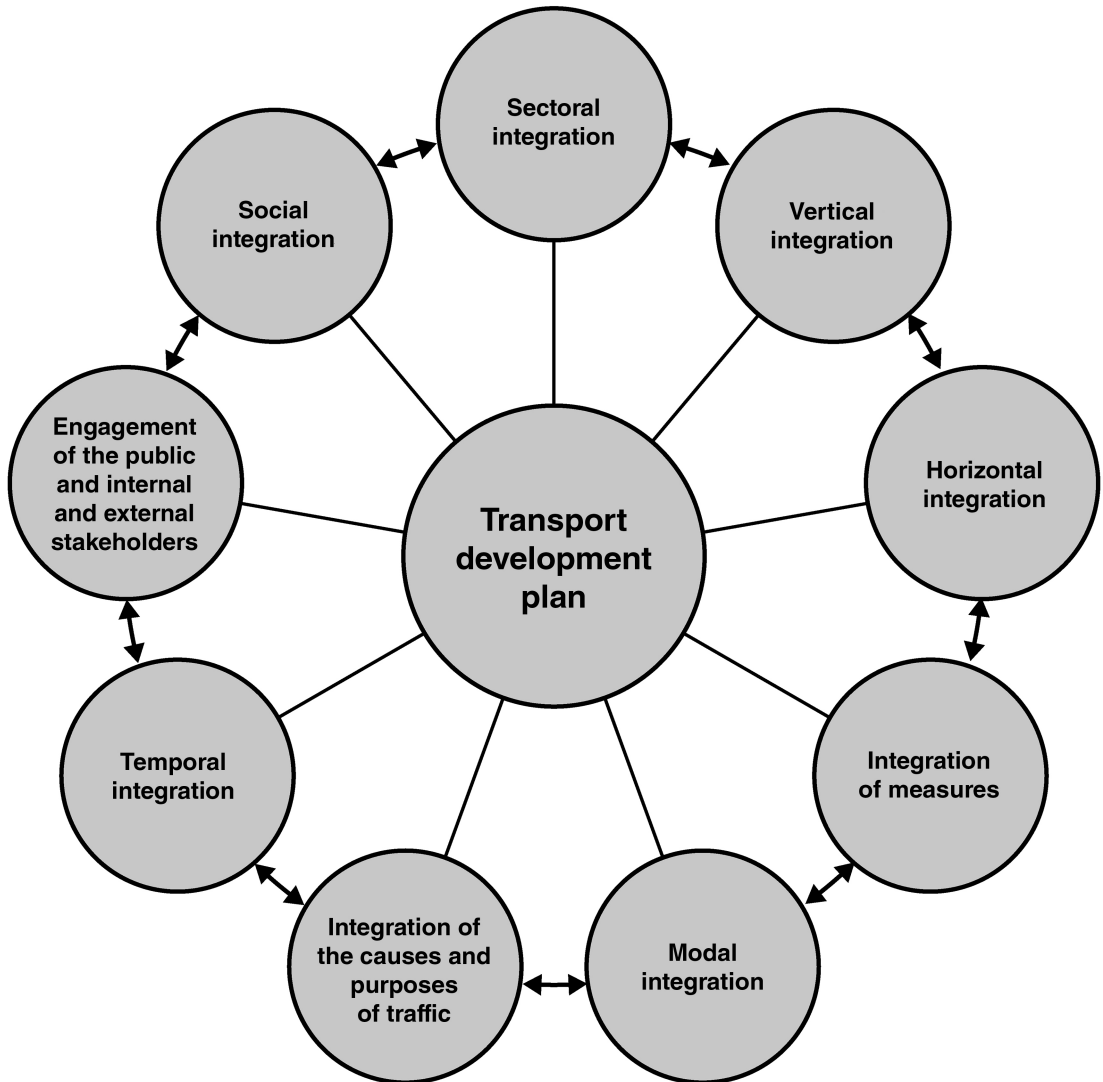 Sectoral
integration
Social
integration
Vertical
integration
Engagement
of the public
and internal
and external
stakeholders
Horizontal
integration
Transport
development
plan
Temporal
integration
Integration
of measures
Integration of
the causes and
purposes
of traffic
Modal
integration